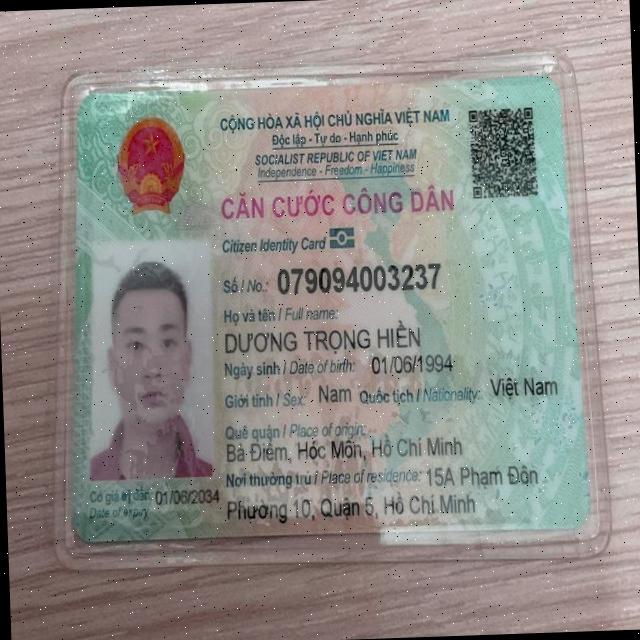 CỘNG HÒA XÃ HỘI CHỦ NGHĨA VIỆT NAM
Độc lập - Tự do - Hạnh phúc
SOCIALIST REPUBLIC OF VIET NAM
Independence - Freedom - Happiness
CĂN CƯỚC CÔNG DÂN
Citizen Identity Card
Số / No.: 079094003237
Họ và tên / Full name:
DƯƠNG TRỌNG HIỀN
Ngày sinh / Date of birth: 01/06/1994
Giới tính / Sex: Nam Quốc tịch / Nationality: Việt Nam
Quê quán / Place of origin:
Bà Điểm, Hóc Môn, Hồ Chí Minh
Nơi thường trú / Place of residence: 15A Phạm Đôn
Phường 10, Quận 5, Hồ Chí Minh
Có giá trị đến: 01/06/2034
Date of expiry